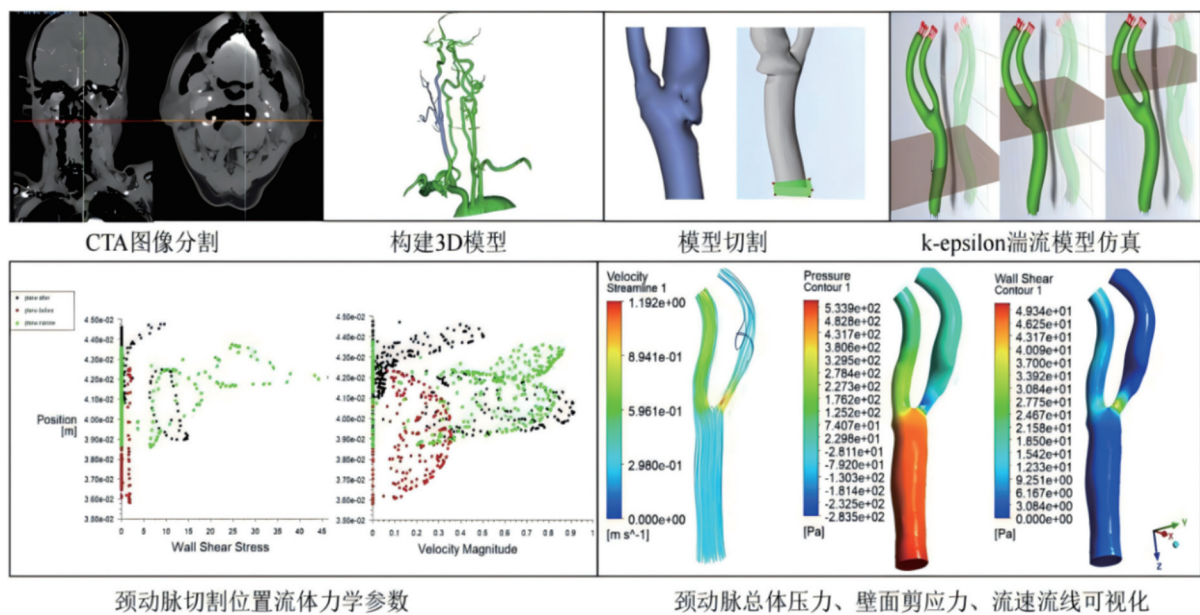 CTA图像分割
构建3D模型
模型切割
k-epsilon湍流模型仿真
plane-after
plane-before
plane-narrow
4.50e-02
4.40e-02
4.30e-02
4.20e-02
4.10e-02
Position
[m]
4.00e-02
3.90e-02
3.80e-02
3.70e-02
3.60e-02
3.50e-02
0 5 10 15 20 25 30 35 40 45
Wall Shear Stress
4.50e-02
4.40e-02
4.30e-02
4.20e-02
4.10e-02
4.00e-02
3.90e-02
3.80e-02
3.70e-02
3.60e-02
3.50e-02
0 0.1 0.2 0.3 0.4 0.5 0.6 0.7 0.8 0.9 1
Velocity Magnitude
Velocity
Streamline 1
1.192e+00
8.941e-01
5.961e-01
2.980e-01
0.000e+00
[m s^-1]
Pressure
Contour 1
5.339e+02
4.828e+02
4.317e+02
3.806e+02
3.295e+02
2.784e+02
2.273e+02
1.762e+02
1.252e+02
7.407e+01
2.298e+01
-2.811e+01
-7.920e+01
-1.303e+02
-1.814e+02
-2.325e+02
-2.835e+02
[Pa]
Wall Shear
Contour 1
4.934e+01
4.625e+01
4.317e+01
4.009e+01
3.700e+01
3.392e+01
3.084e+01
2.775e+01
2.467e+01
2.158e+01
1.850e+01
1.542e+01
1.233e+01
9.251e+00
6.167e+00
3.084e+00
0.000e+00
[Pa]
Y
X
Z
颈动脉切割位置流体力学参数
颈动脉总体压力、壁面剪应力、流速流线可视化